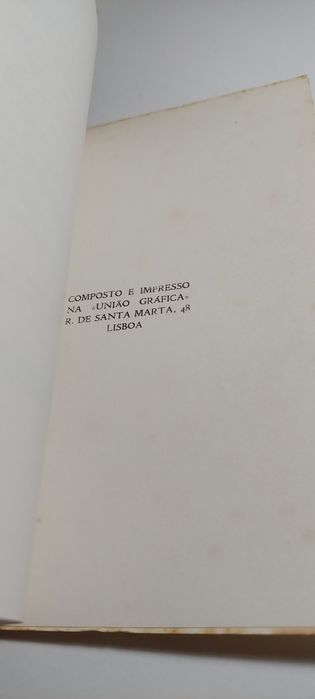 COMPOSTO E IMPRESSO
NA «UNIÃO GRÁFICA»
R. DE SANTA MARTA, 48
LISBOA